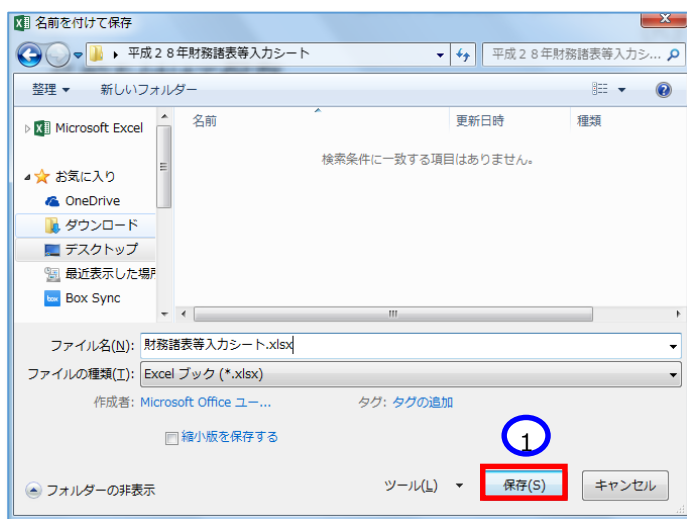 名前を付けて保存
平成２８年財務諸表等入力シート
平成２８年財務諸表等入力シ...
整理 新しいフォルダー
Microsoft Excel
名前 更新日時 種類
検索条件に一致する項目はありません。
お気に入り
OneDrive
ダウンロード
デスクトップ
最近表示した場所
Box Sync
ファイル名(N): 財務諸表等入力シート.xlsx
ファイルの種類(T): Excel ブック (*.xlsx)
作成者: Microsoft Office ユー... タグ: タグの追加
縮小版を保存する
1
フォルダーの非表示 ツール(L) 保存(S) キャンセル